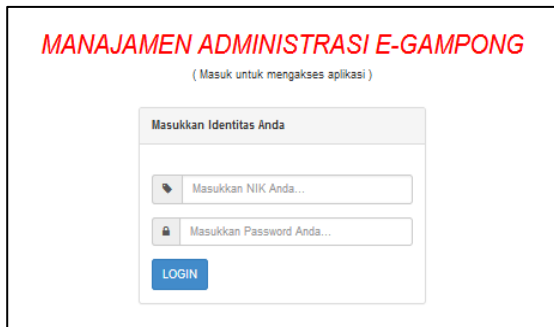 MANAJAMEN ADMINISTRASI E-GAMPONG
( Masuk untuk mengakses aplikasi )
Masukkan Identitas Anda
Masukkan NIK Anda...
Masukkan Password Anda...
LOGIN